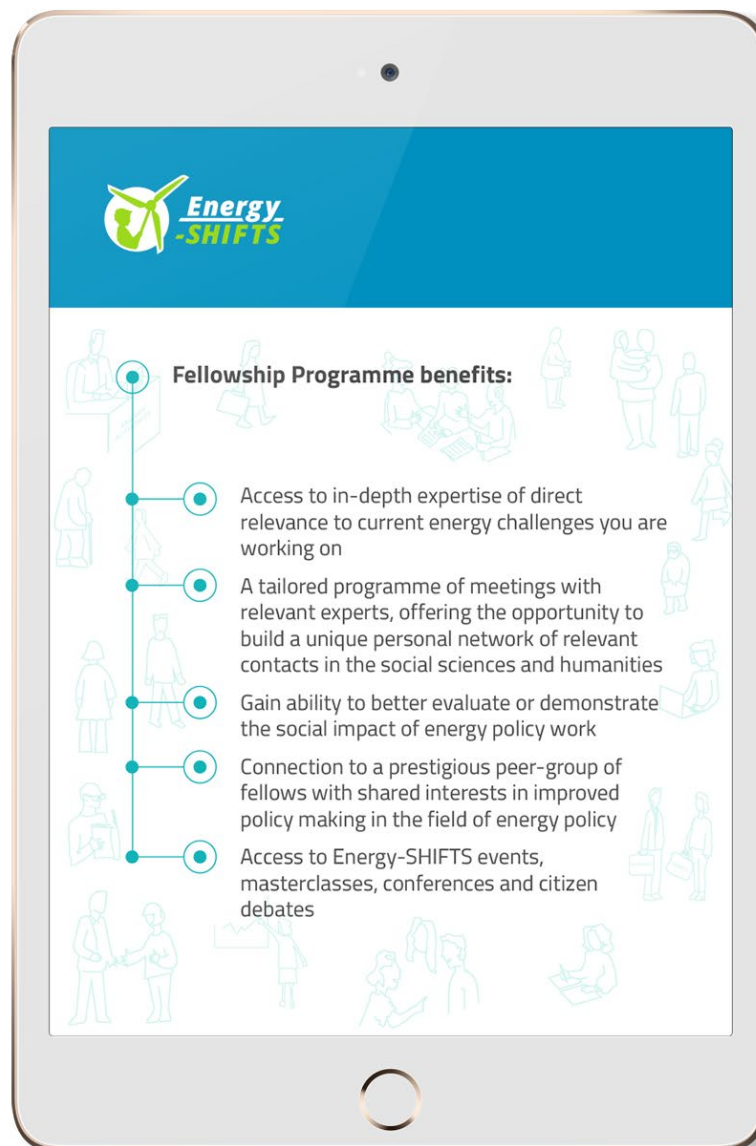 Energy
-SHIFTS
Fellowship Programme benefits:
Access to in-depth expertise of direct
relevance to current energy challenges you are
working on
A tailored programme of meetings with
relevant experts, offering the opportunity to
build a unique personal network of relevant
contacts in the social sciences and humanities
Gain ability to better evaluate or demonstrate
the social impact of energy policy work
Connection to a prestigious peer-group of
fellows with shared interests in improved
policy making in the field of energy policy
Access to Energy-SHIFTS events,
masterclasses, conferences and citizen
debates